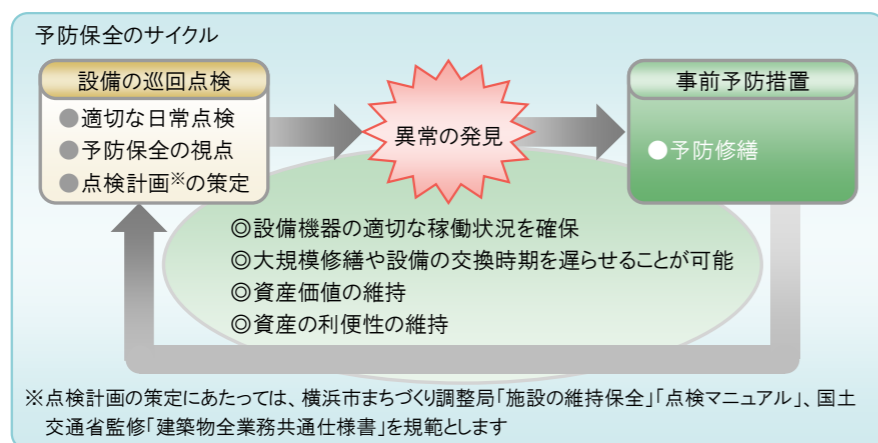 予防保全のサイクル
設備の巡回点検
●適切な日常点検
●予防保全の視点
●点検計画※の策定
異常の発見
事前予防措置
●予防修繕
◎設備機器の適切な稼働状況を確保
◎大規模修繕や設備の交換時期を遅らせることが可能
◎資産価値の維持
◎資産の利便性の維持
※点検計画の策定にあたっては、横浜市まちづくり調整局「施設の維持保全」「点検マニュアル」、国土
交通省監修「建築物全業務共通仕様書」を規範とします